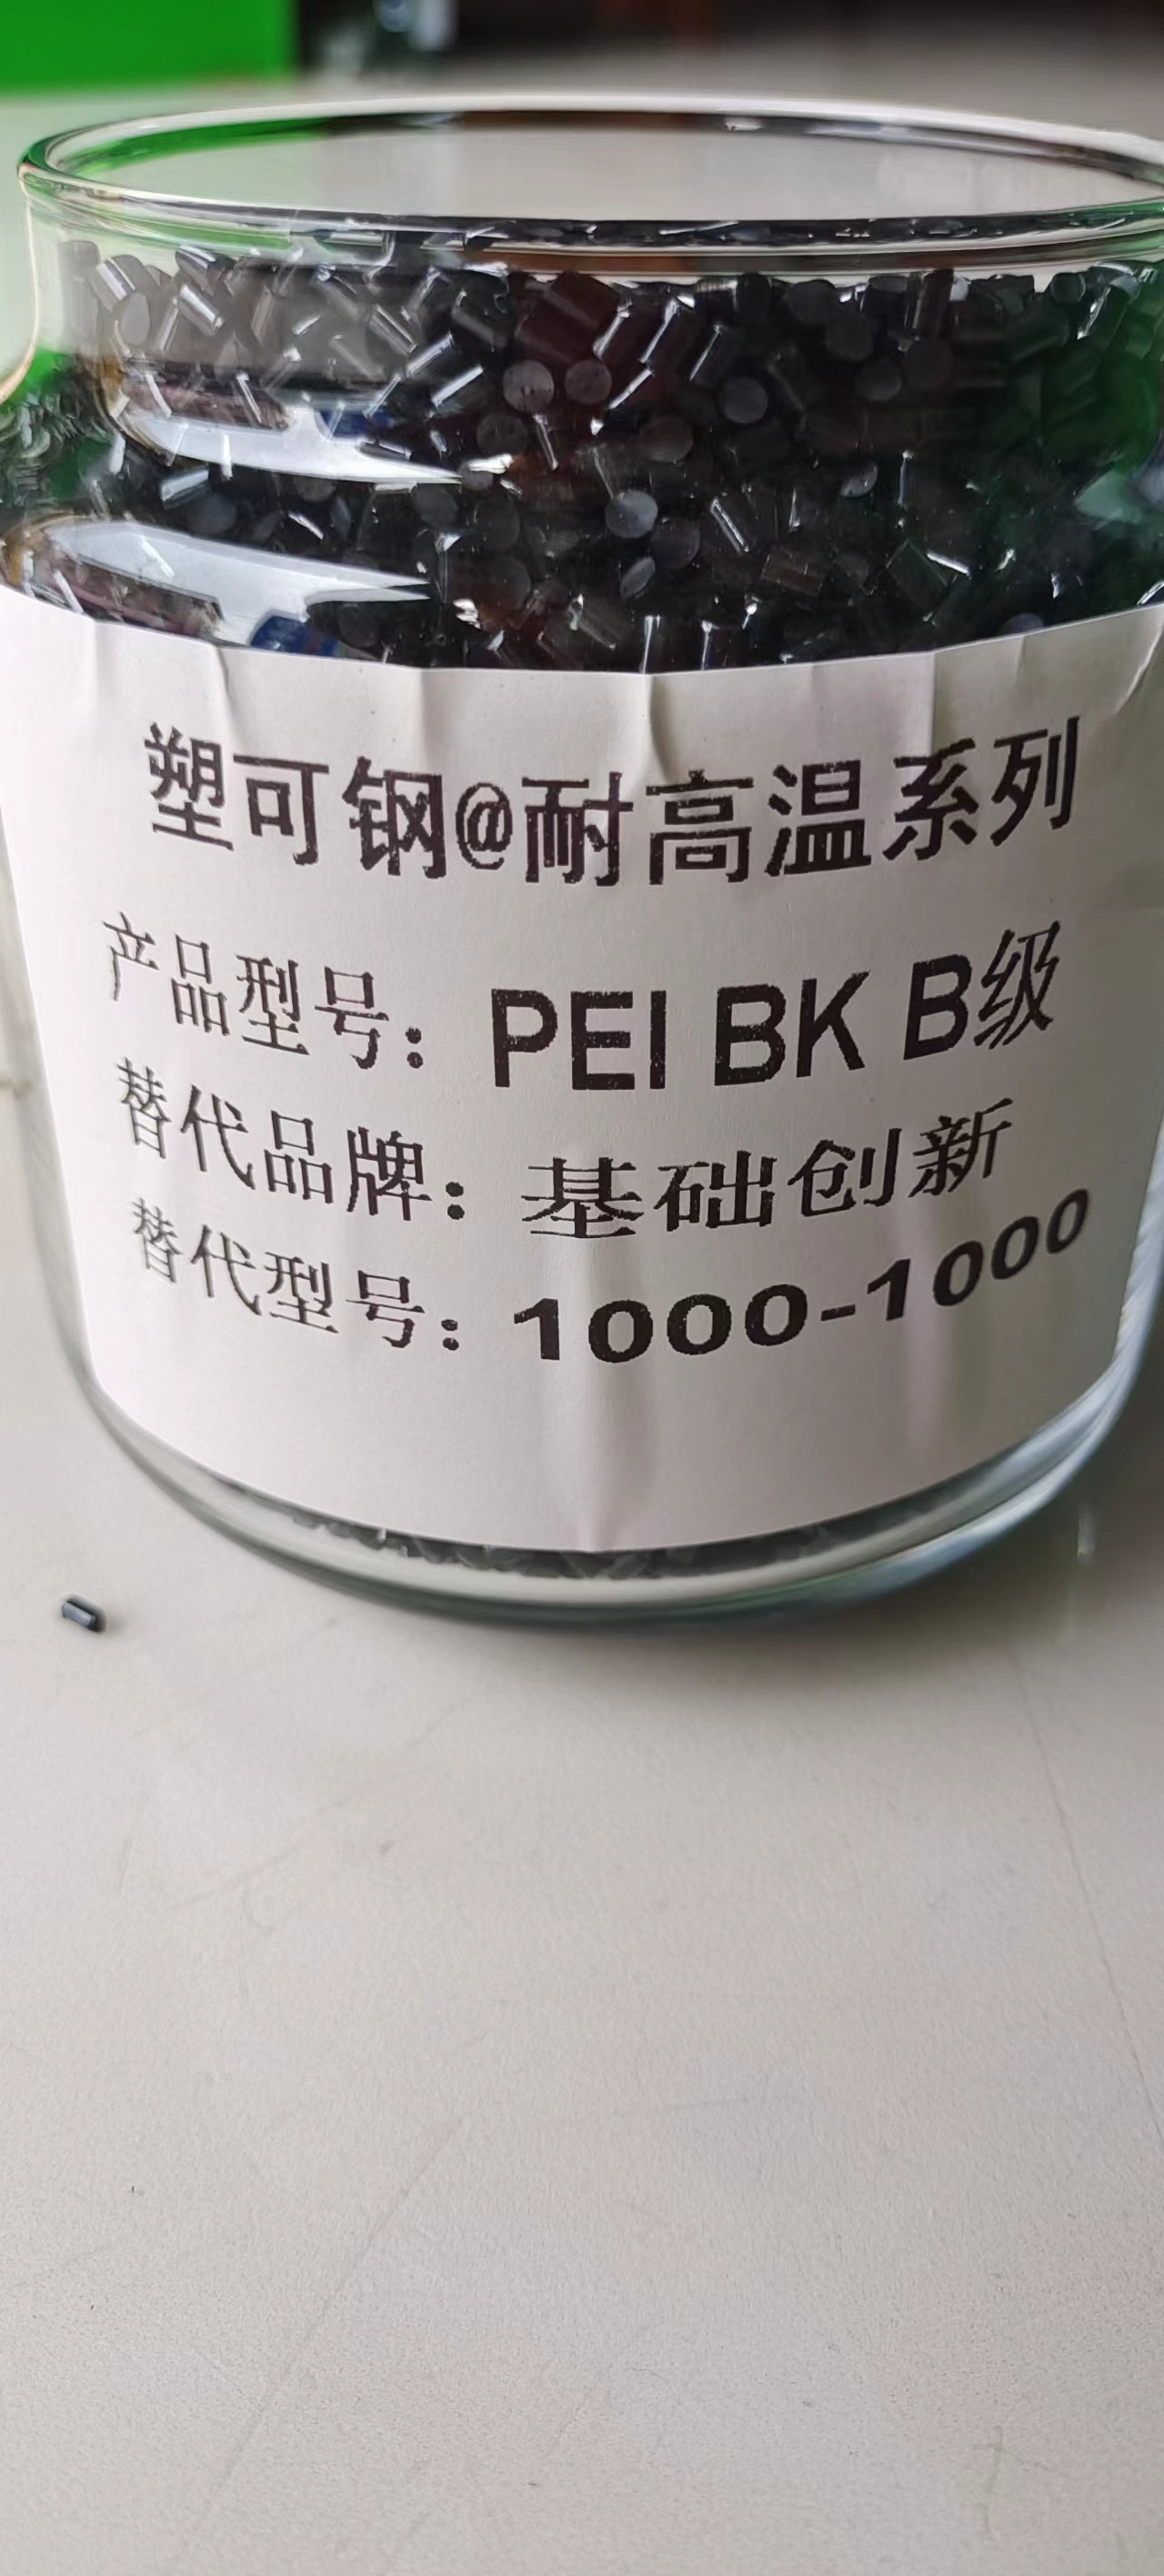 塑可钢@耐高温系列
产品型号：PEI BK B级
替代品牌：基础创新
替代型号：1000-1000